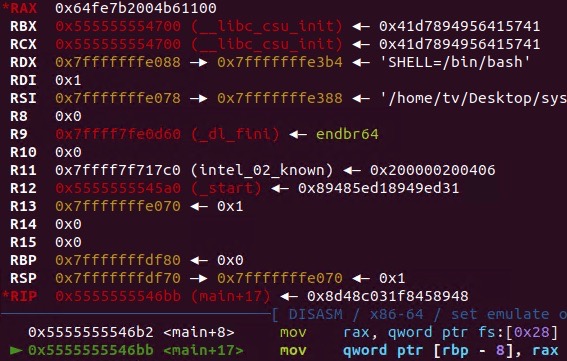 *RAX  0x64fe7b2004b61100
RBX  0x555555554700 (__libc_csu_init) ◂— 0x41d7894956415741
RCX  0x555555554700 (__libc_csu_init) ◂— 0x41d7894956415741
RDX  0x7fffffffe088 —▸ 0x7fffffffe3b4 ◂— 'SHELL=/bin/bash'
RDI  0x1
RSI  0x7fffffffe078 —▸ 0x7fffffffe388 ◂— '/home/tv/Desktop/sys
R8   0x0
R9   0x7ffff7fe0d60 (_dl_fini) ◂— endbr64
R10  0x0
R11  0x7ffff7f717c0 (intel_02_known) ◂— 0x200000200406
R12  0x5555555545a0 (_start) ◂— 0x89485ed18949ed31
R13  0x7fffffffe070 ◂— 0x1
R14  0x0
R15  0x0
RBP  0x7fffffffdf80 ◂— 0x0
RSP  0x7fffffffdf70 —▸ 0x7fffffffe070 ◂— 0x1
*RIP  0x5555555546bb (main+17) ◂— 0x8d48c031f8458948
[ DISASM / x86-64 / set emulate o
0x5555555546b2 <main+8>    mov    rax, qword ptr fs:[0x28]
► 0x5555555546bb <main+17>    mov    qword ptr [rbp - 8], rax